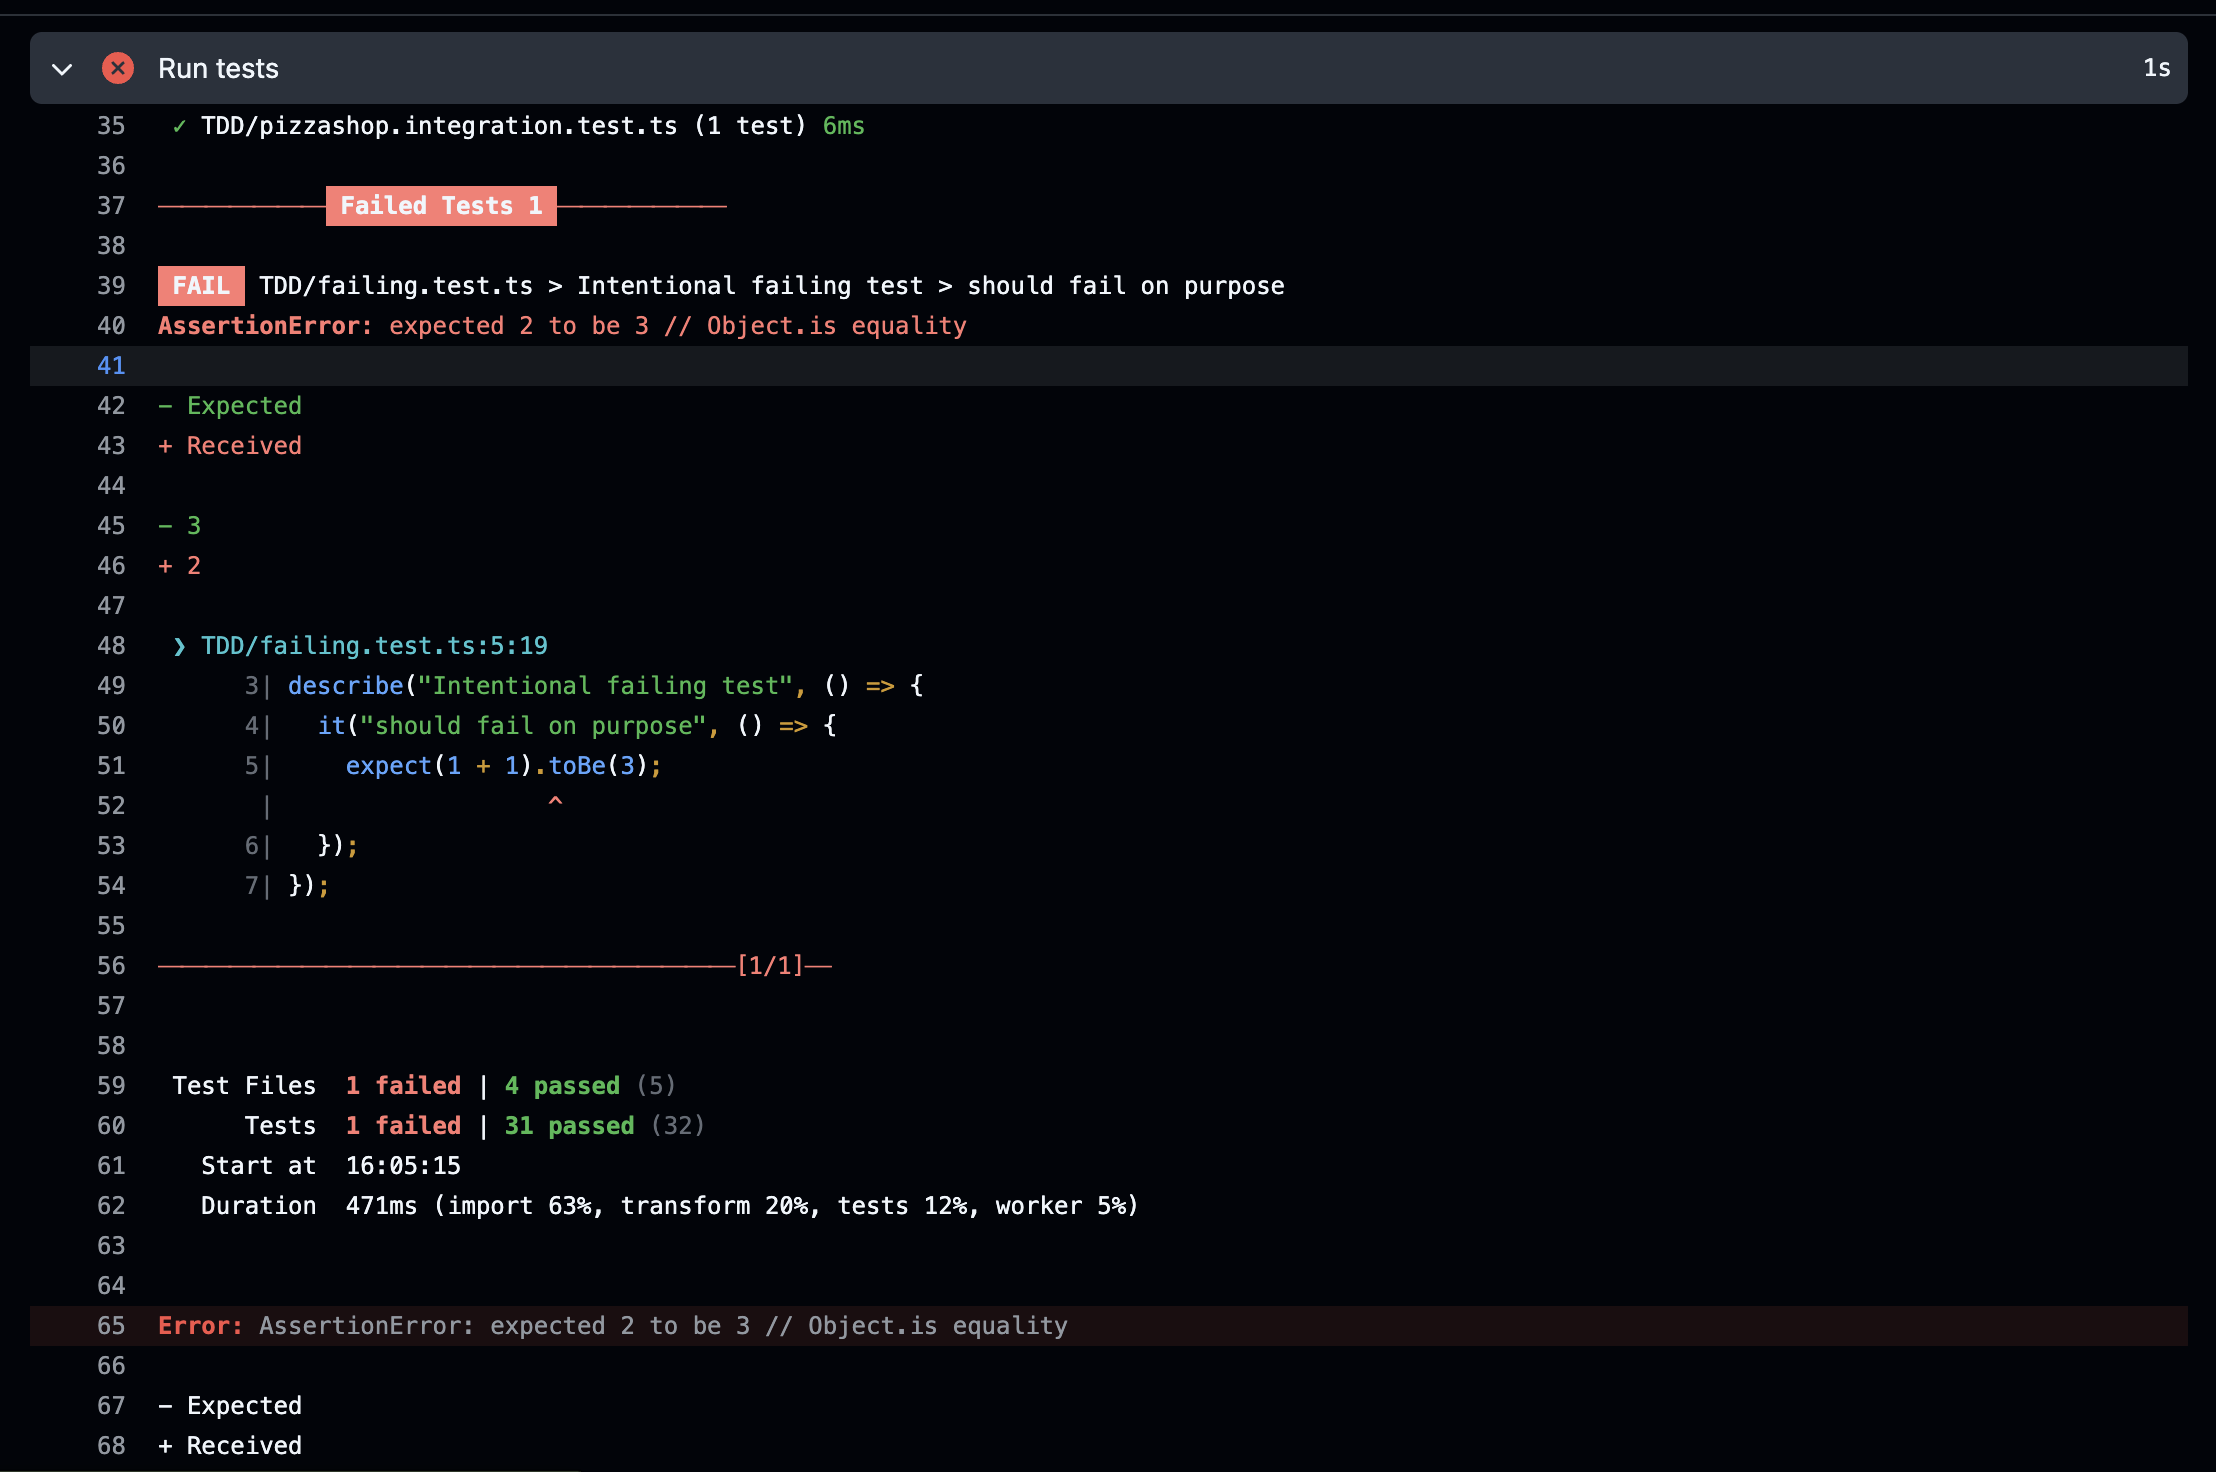 Run tests 1s
35 ✓ TDD/pizzashop.integration.test.ts (1 test) 6ms
36
37 Failed Tests 1
38
39 FAIL TDD/failing.test.ts > Intentional failing test > should fail on purpose
40 AssertionError: expected 2 to be 3 // Object.is equality
41
42 - Expected
43 + Received
44
45 - 3
46 + 2
47
48 ❯ TDD/failing.test.ts:5:19
49 3| describe("Intentional failing test", () => {
50 4| it("should fail on purpose", () => {
51 5| expect(1 + 1).toBe(3);
52 | ^
53 6| });
54 7| });
55
56 [1/1]
57
58
59 Test Files 1 failed | 4 passed (5)
60 Tests 1 failed | 31 passed (32)
61 Start at 16:05:15
62 Duration 471ms (import 63%, transform 20%, tests 12%, worker 5%)
63
64
65 Error: AssertionError: expected 2 to be 3 // Object.is equality
66
67 - Expected
68 + Received